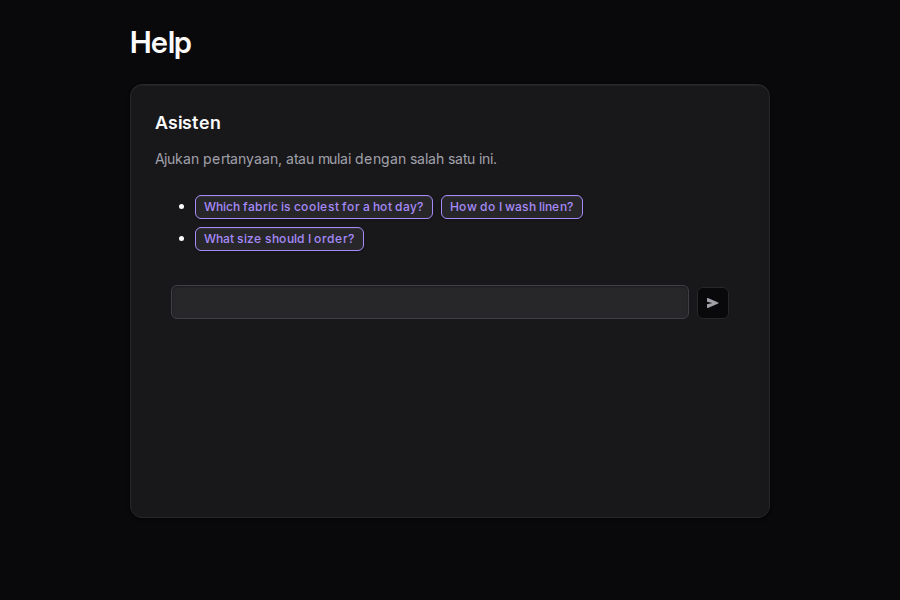 Help
Asisten
Ajukan pertanyaan, atau mulai dengan salah satu ini.
Which fabric is coolest for a hot day? How do I wash linen?
What size should I order?